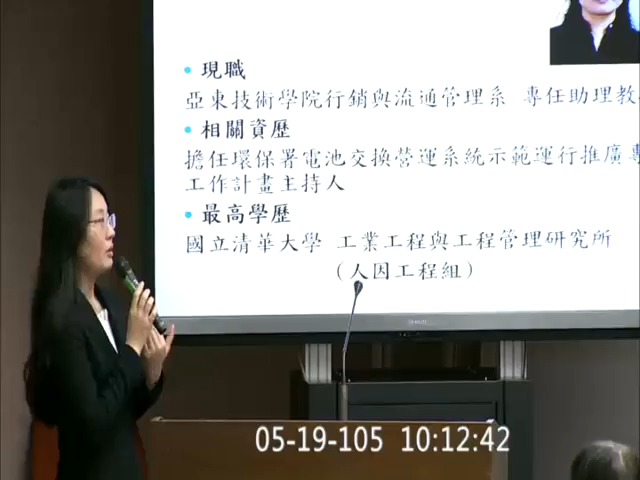 現職
亞東技術學院行銷與流通管理系 專任助理教
相關資歷
擔任環保署電池交換營運系統示範運行推廣專
工作計畫主持人
最高學歷
國立清華大學 工業工程與工程管理研究所
(人因工程組)
05-19-105 10:12:42